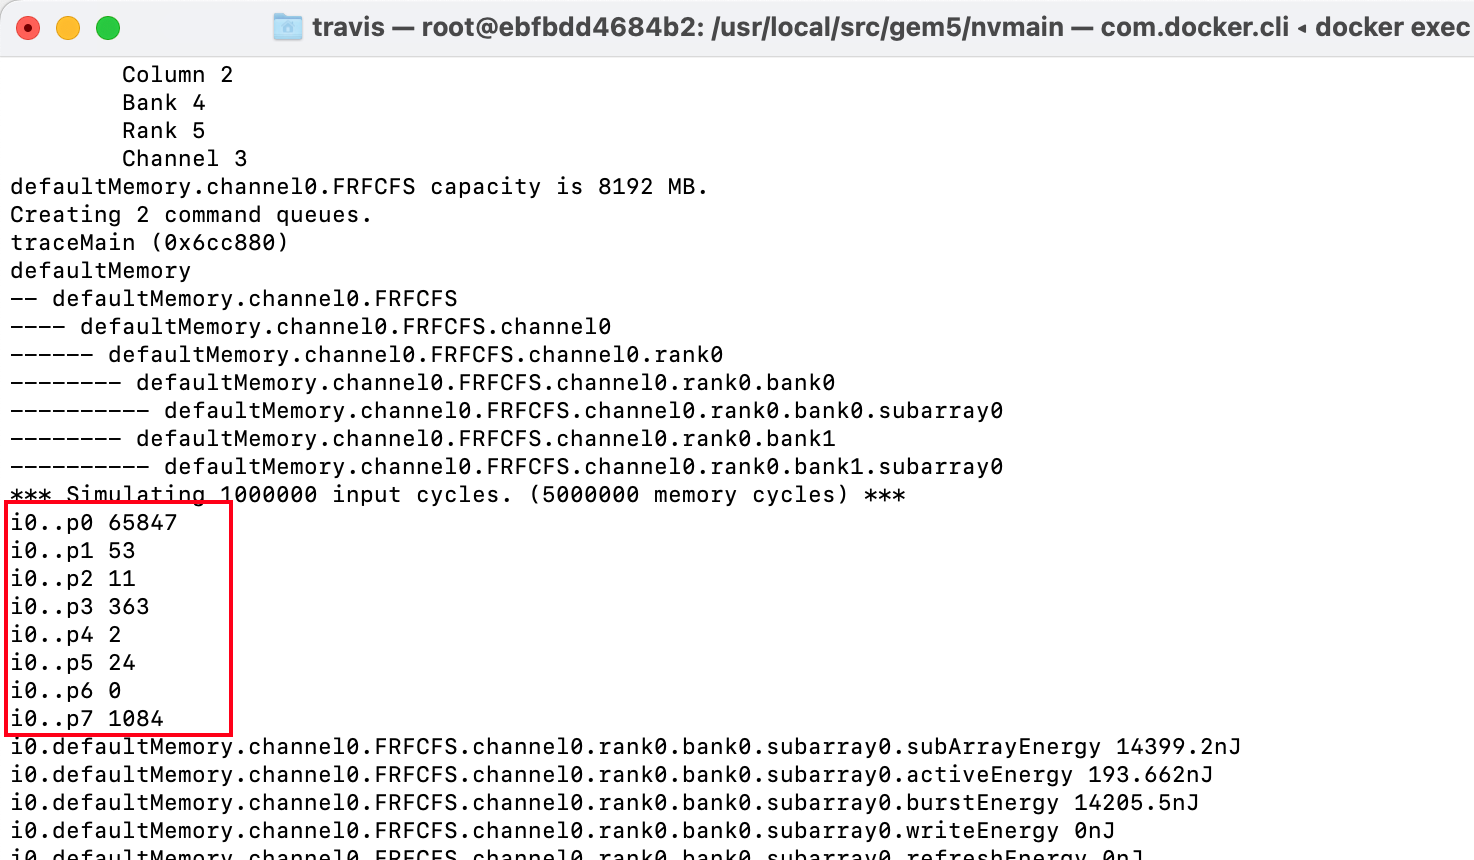 travis — root@ebfbdd4684b2: /usr/local/src/gem5/nvmain — com.docker.cli ◂ docker exec
Column 2
Bank 4
Rank 5
Channel 3
defaultMemory.channel0.FRFCFS capacity is 8192 MB.
Creating 2 command queues.
traceMain (0x6cc880)
defaultMemory
-- defaultMemory.channel0.FRFCFS
---- defaultMemory.channel0.FRFCFS.channel0
------ defaultMemory.channel0.FRFCFS.channel0.rank0
-------- defaultMemory.channel0.FRFCFS.channel0.rank0.bank0
---------- defaultMemory.channel0.FRFCFS.channel0.rank0.bank0.subarray0
-------- defaultMemory.channel0.FRFCFS.channel0.rank0.bank1
---------- defaultMemory.channel0.FRFCFS.channel0.rank0.bank1.subarray0
*** Simulating 1000000 input cycles. (5000000 memory cycles) ***
i0..p0 65847
i0..p1 53
i0..p2 11
i0..p3 363
i0..p4 2
i0..p5 24
i0..p6 0
i0..p7 1084
i0.defaultMemory.channel0.FRFCFS.channel0.rank0.bank0.subarray0.subArrayEnergy 14399.2nJ
i0.defaultMemory.channel0.FRFCFS.channel0.rank0.bank0.subarray0.activeEnergy 193.662nJ
i0.defaultMemory.channel0.FRFCFS.channel0.rank0.bank0.subarray0.burstEnergy 14205.5nJ
i0.defaultMemory.channel0.FRFCFS.channel0.rank0.bank0.subarray0.writeEnergy 0nJ
i0.defaultMemory.channel0.FRFCFS.channel0.rank0.bank0.subarray0.refreshEnergy 0nJ